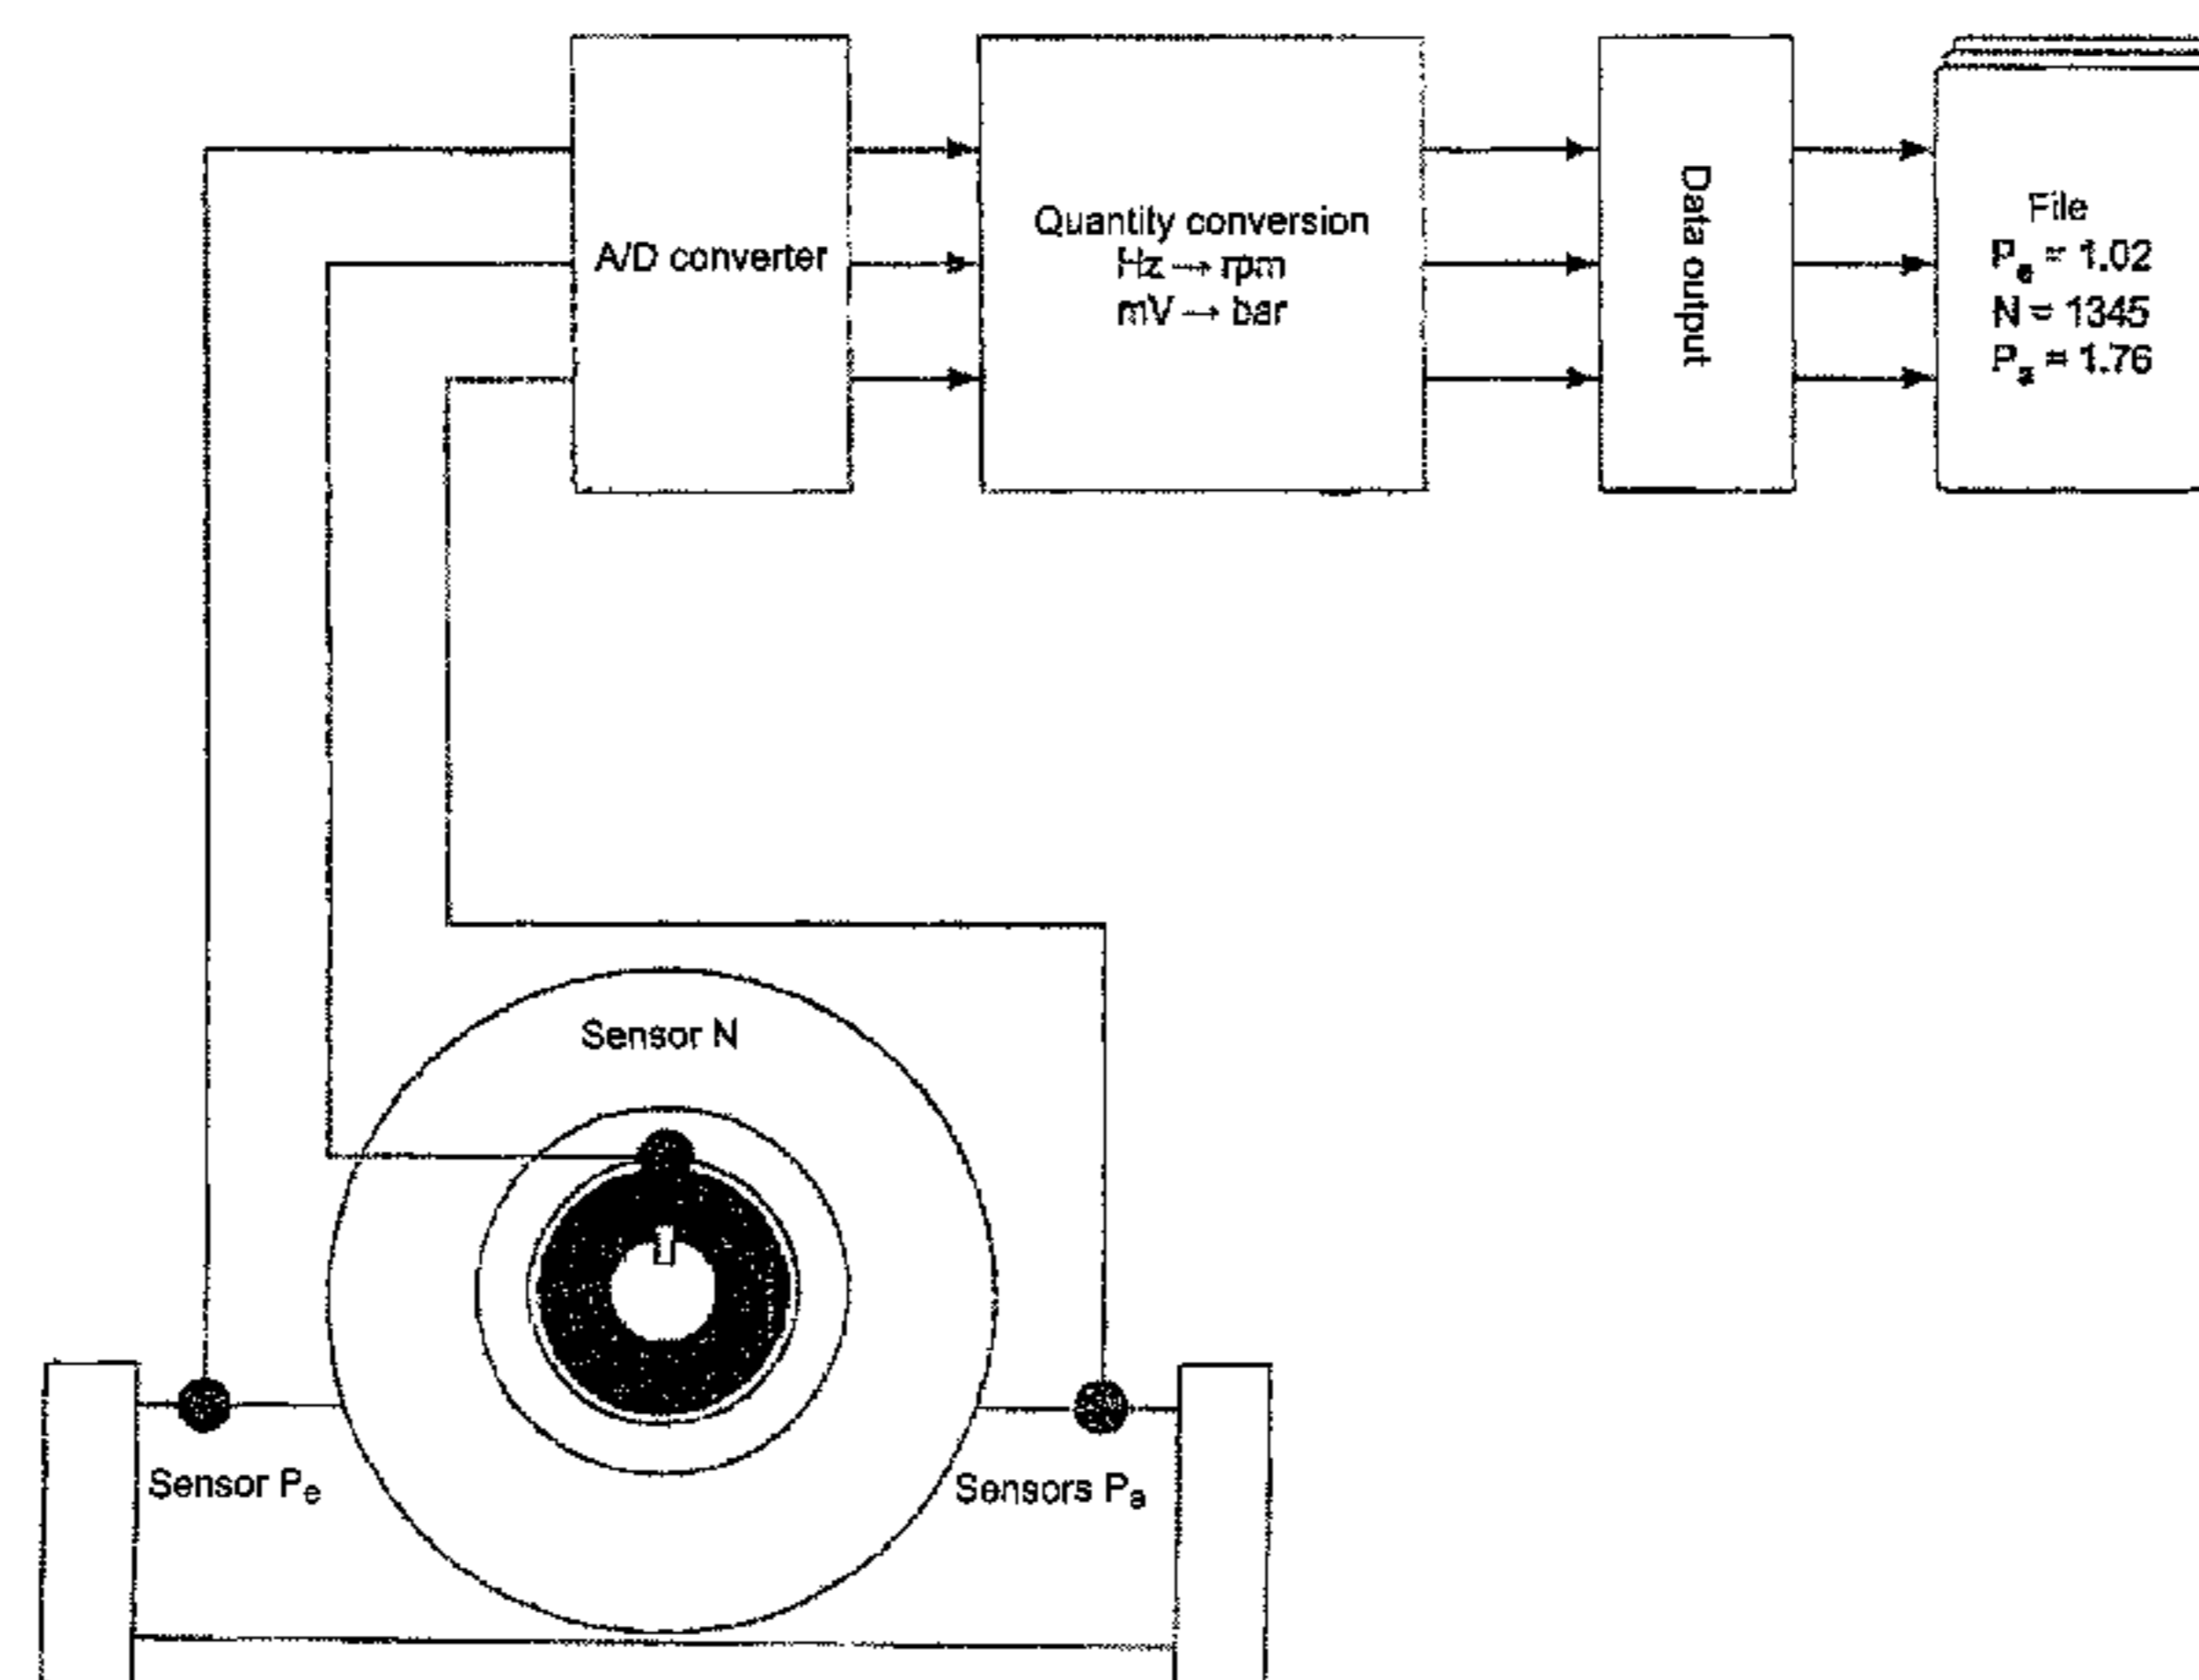 A/D converter
Quantity conversion
Hz → rpm
mV → bar
Data output
File
Pe = 1.02
N = 1345
Pa = 1.76
Sensor N
Sensor Pe
Sensors Pa